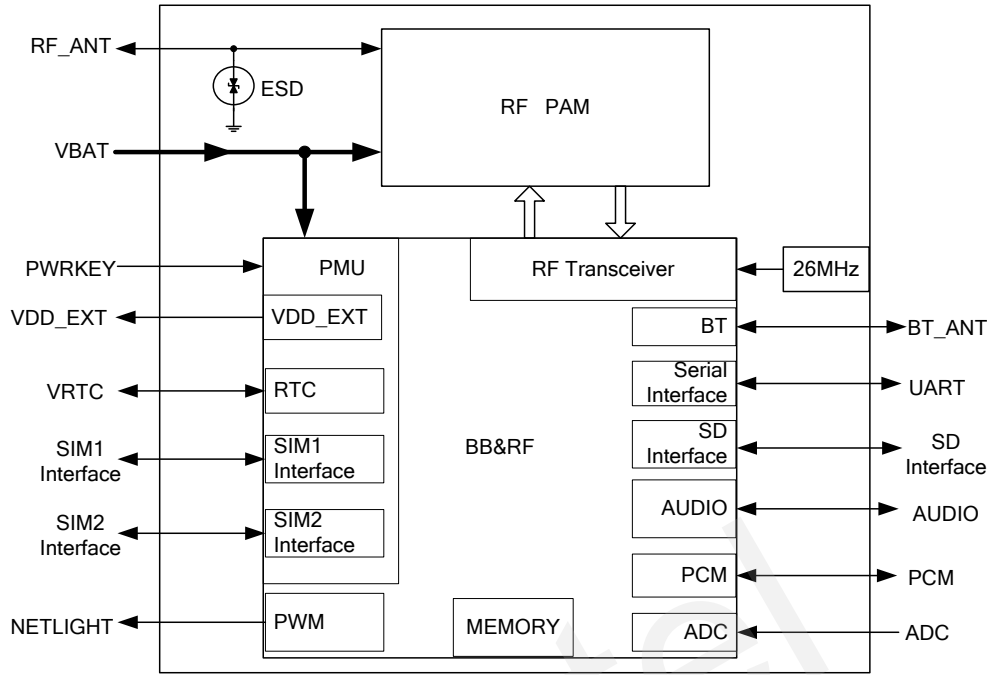 RF_ANT
ESD
RF PAM
VBAT
PWRKEY
PMU
RF Transceiver
26MHz
VDD_EXT
VDD_EXT
BT
BT_ANT
VRTC
RTC
Serial
Interface
UART
SIM1
Interface
SIM1
Interface
BB&RF
SD
Interface
SD
Interface
AUDIO
AUDIO
SIM2
Interface
SIM2
Interface
PCM
PCM
NETLIGHT
PWM
MEMORY
ADC
ADC